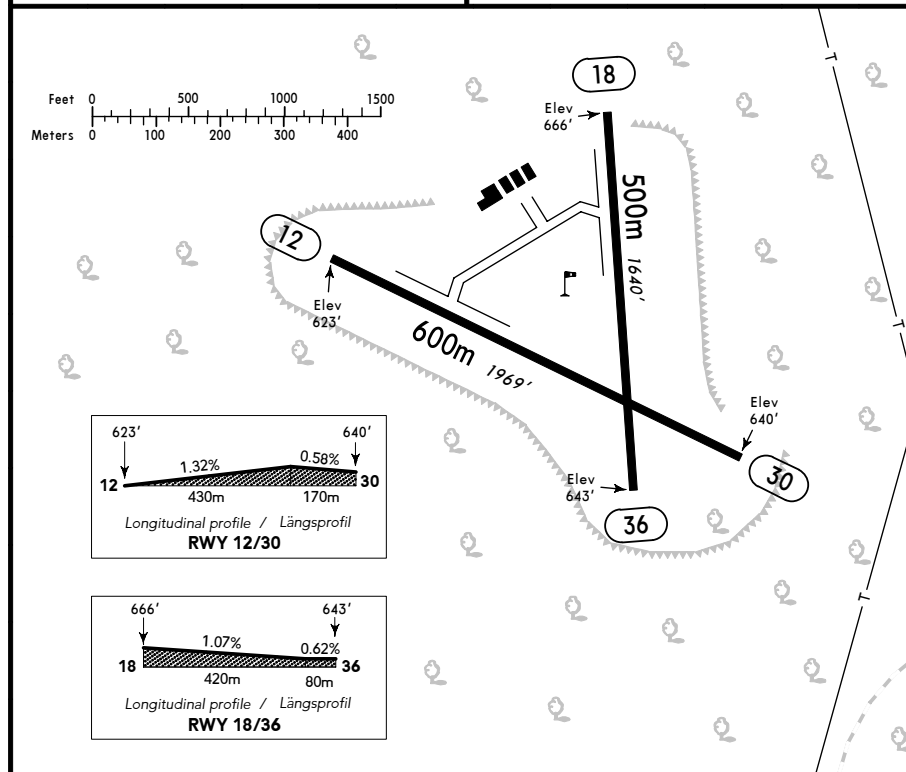 18
Feet 0 500 1000 1500
Meters 0 100 200 300 400
Elev
666'
500m 1640'
12
Elev
623'
600m 1969'
Elev
640'
30
Elev
643'
36
T
T
T
623' 640'
1.32% 0.58%
12 30
430m 170m
Longitudinal profile / Längsprofil
RWY 12/30
666' 643'
1.07% 0.62%
18 36
420m 80m
Longitudinal profile / Längsprofil
RWY 18/36